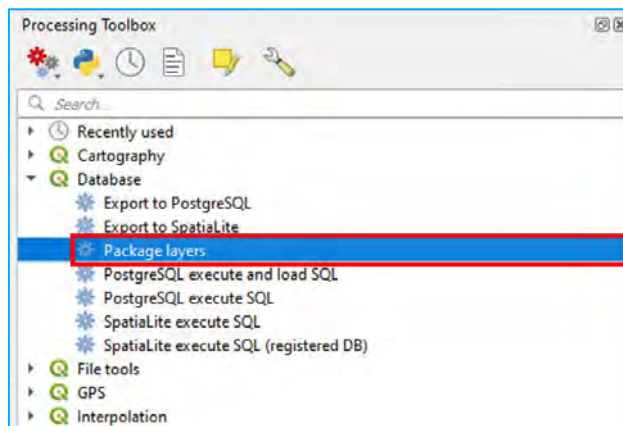 Processing Toolbox
Search...
Recently used
Cartography
Database
Export to PostgreSQL
Export to SpatiaLite
Package layers
PostgreSQL execute and load SQL
PostgreSQL execute SQL
SpatiaLite execute SQL
SpatiaLite execute SQL (registered DB)
File tools
GPS
Interpolation